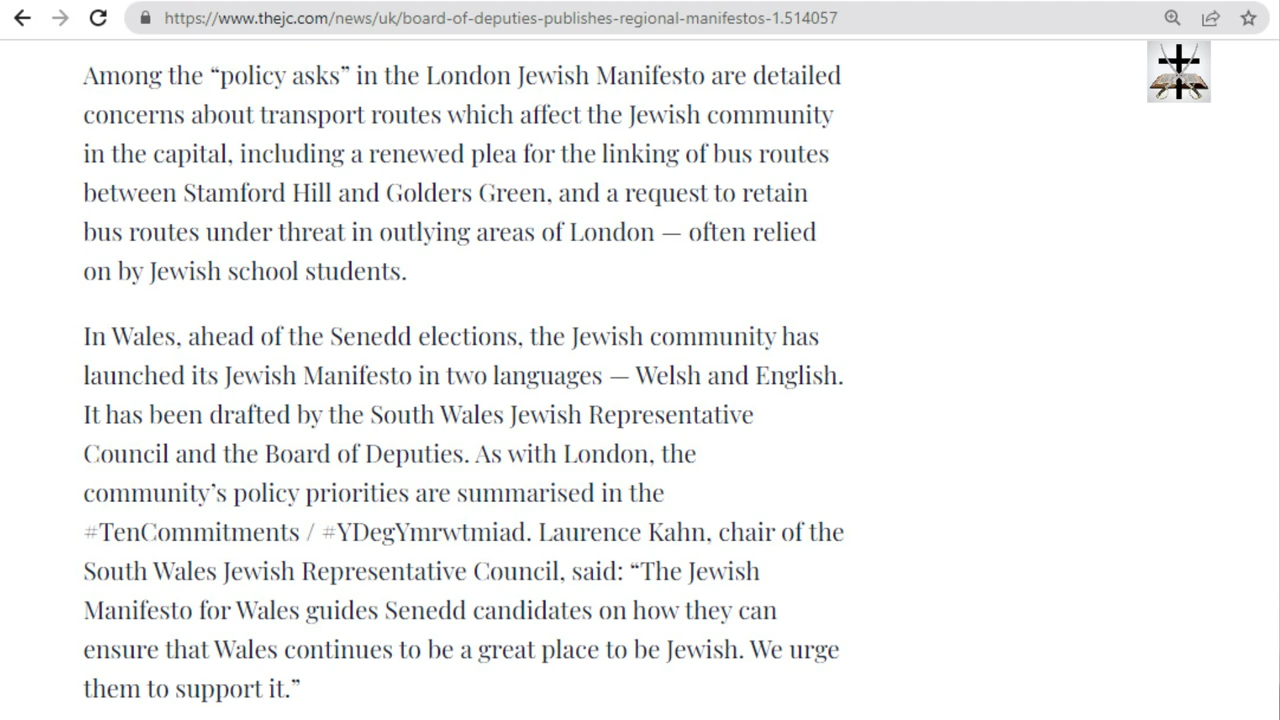 https://www.thejc.com/news/uk/board-of-deputies-publishes-regional-manifestos-1.514057
Among the “policy asks” in the London Jewish Manifesto are detailed
concerns about transport routes which affect the Jewish community
in the capital, including a renewed plea for the linking of bus routes
between Stamford Hill and Golders Green, and a request to retain
bus routes under threat in outlying areas of London — often relied
on by Jewish school students.
In Wales, ahead of the Senedd elections, the Jewish community has
launched its Jewish Manifesto in two languages — Welsh and English.
It has been drafted by the South Wales Jewish Representative
Council and the Board of Deputies. As with London, the
community’s policy priorities are summarised in the
#TenCommitments / #YDegYmrwtmiad. Laurence Kahn, chair of the
South Wales Jewish Representative Council, said: “The Jewish
Manifesto for Wales guides Senedd candidates on how they can
ensure that Wales continues to be a great place to be Jewish. We urge
them to support it.”